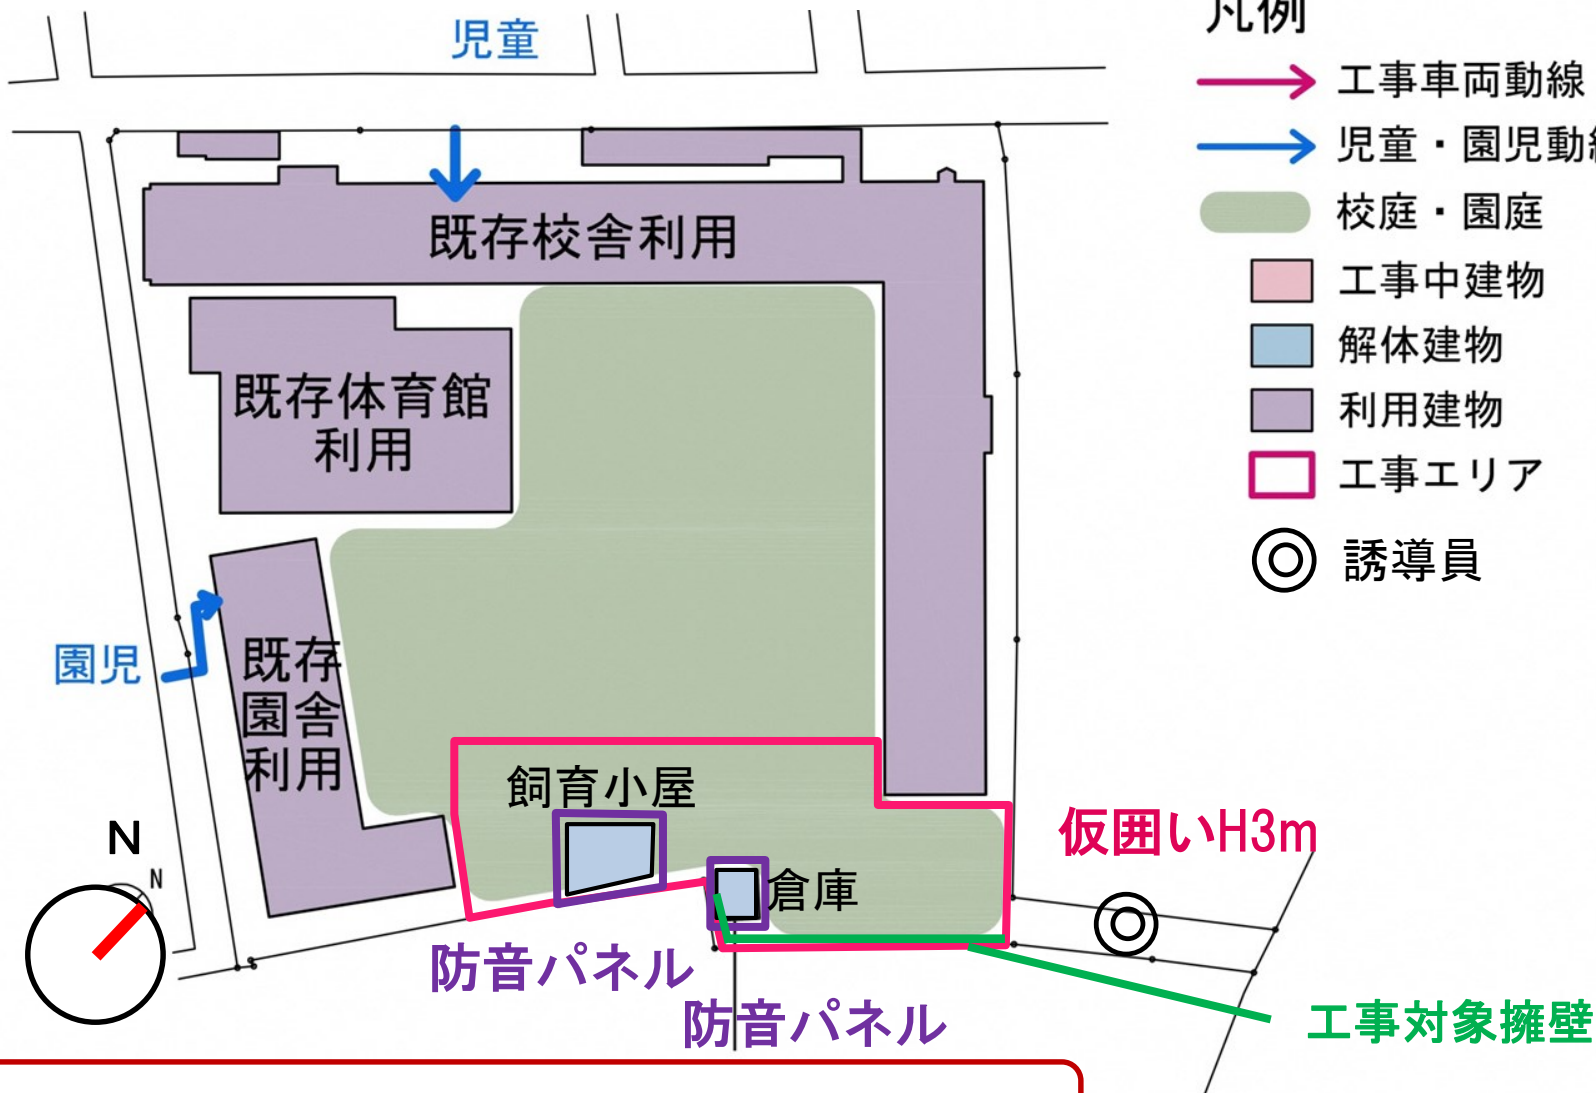 児童
凡例
工事車両動線
児童・園児動線
校庭・園庭
工事中建物
解体建物
利用建物
工事エリア
誘導員
既存校舎利用
既存体育館
利用
園児
既存
園舎
利用
飼育小屋
倉庫
仮囲いH3m
N
N
防音パネル
防音パネル
工事対象擁壁